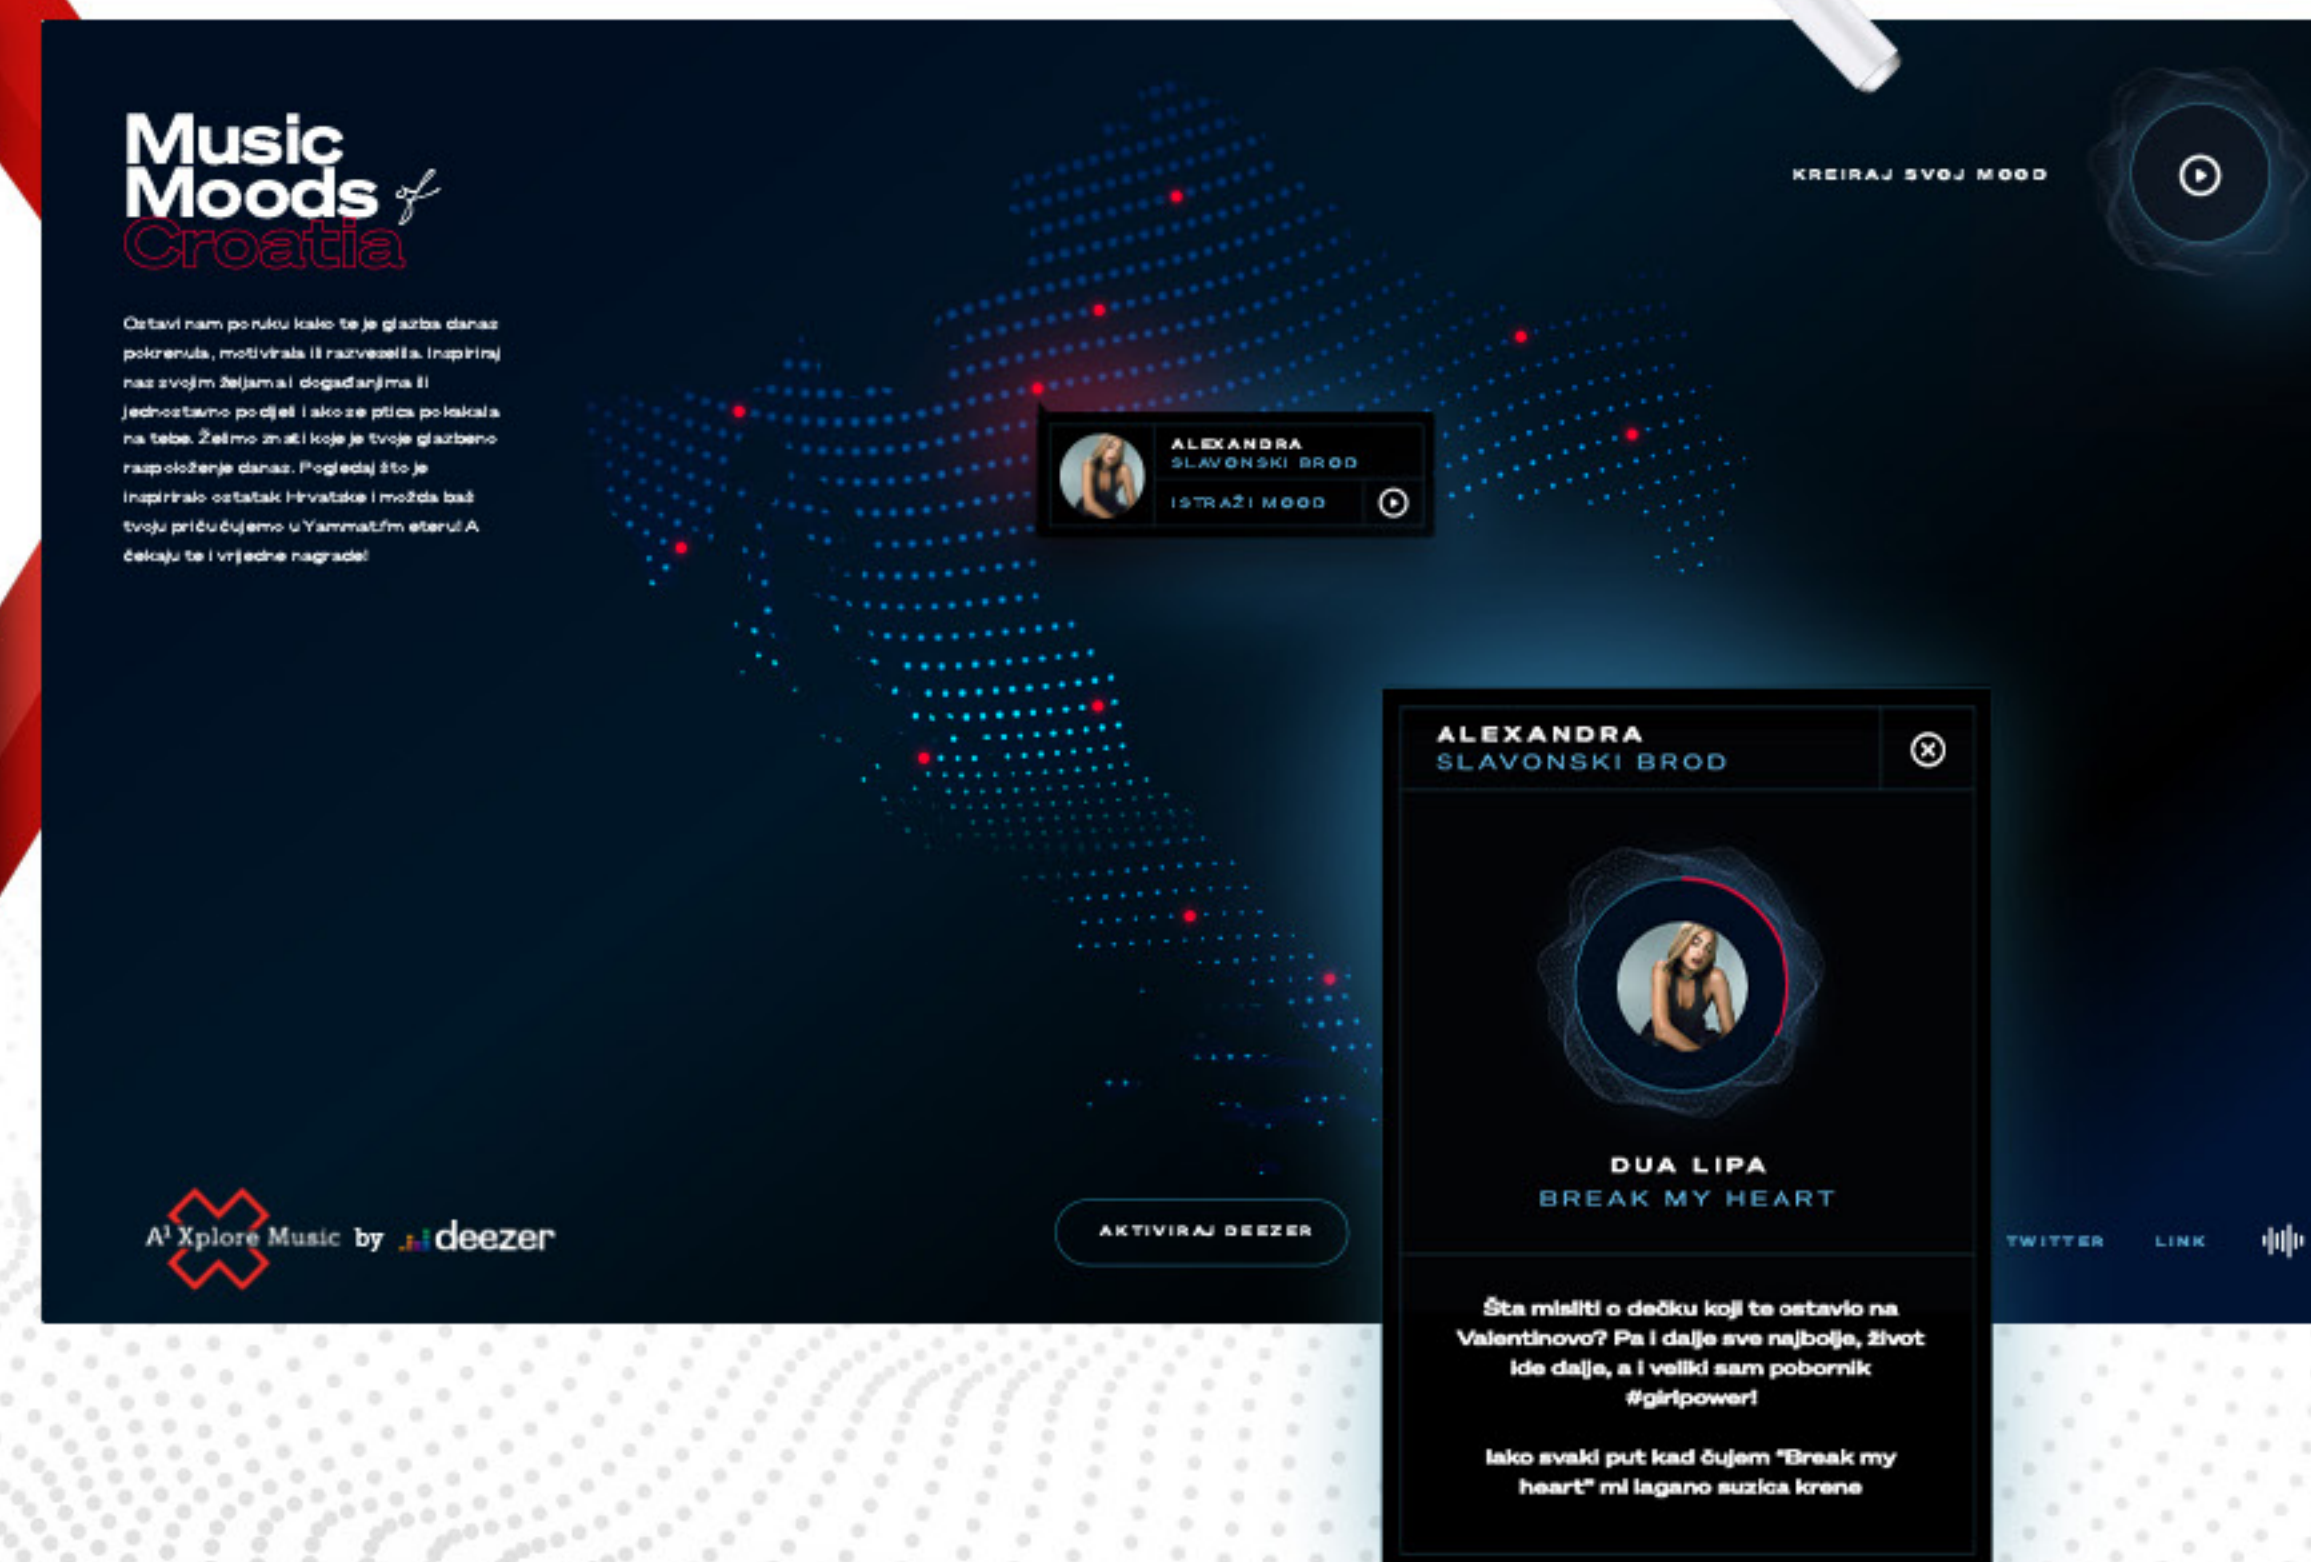 Music
Moods of
Croatia
Ostavi nam poruku kako te je glazba danas
pokrenula, motivirala ili razveselila. Inspiriraj
nas svojim željama i događanjima ili
jednostavno podijeli i ako se ptica pokakala
na tebe. Želimo znati koje je tvoje glazbeno
raspoloženje danas. Pogledaj što je
inspiriralo ostatak Hrvatske i možda baš
tvoju priču čujemo u Yammat.fm eteru! A
čekaju te i vrijedne nagrade!
KREIRAJ SVOJ MOOD
ALEXANDRA
SLAVONSKI BROD
ISTRAŽI MOOD
ALEXANDRA
SLAVONSKI BROD
DUA LIPA
BREAK MY HEART
Šta misliti o dečku koji te ostavio na
Valentinovo? Pa i dalje sve najbolje, život
ide dalje, a i veliki sam pobornik
#girlpower!
Iako svaki put kad čujem "Break my
heart" mi lagano suzica krene
A1 Xplore Music by deezer
AKTIVIRAJ DEEZER
TWITTER
LINK